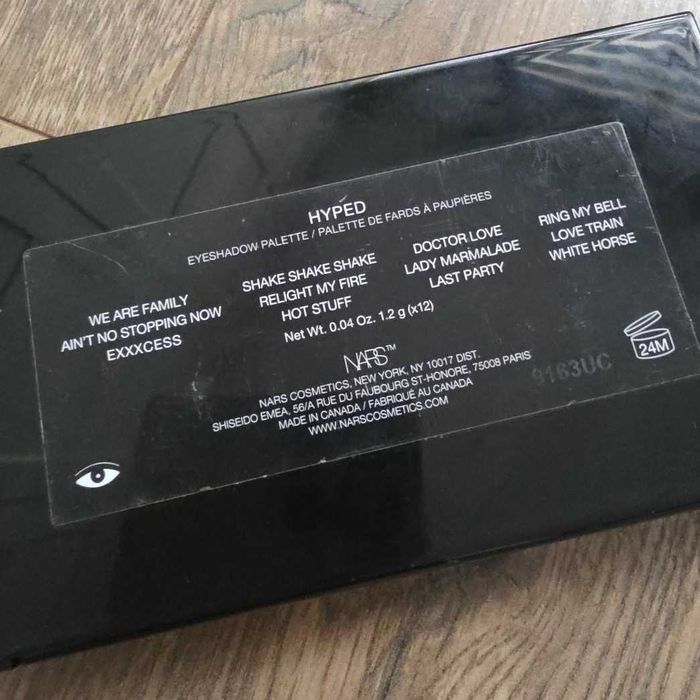 HYPED
EYESHADOW PALETTE / PALETTE DE FARDS À PAUPIÈRES
WE ARE FAMILY
AIN'T NO STOPPING NOW
EXXXCESS
SHAKE SHAKE SHAKE
RELIGHT MY FIRE
HOT STUFF
DOCTOR LOVE
LADY MARMALADE
LAST PARTY
RING MY BELL
LOVE TRAIN
WHITE HORSE
Net Wt. 0.04 Oz. 1.2 g (x12)
NARS™
NARS COSMETICS, NEW YORK, NY 10017 DIST.
SHISEIDO EMEA, 56/A RUE DU FAUBOURG ST-HONORE, 75008 PARIS
MADE IN CANADA / FABRIQUÉ AU CANADA
WWW.NARSCOSMETICS.COM
9163UC
24M